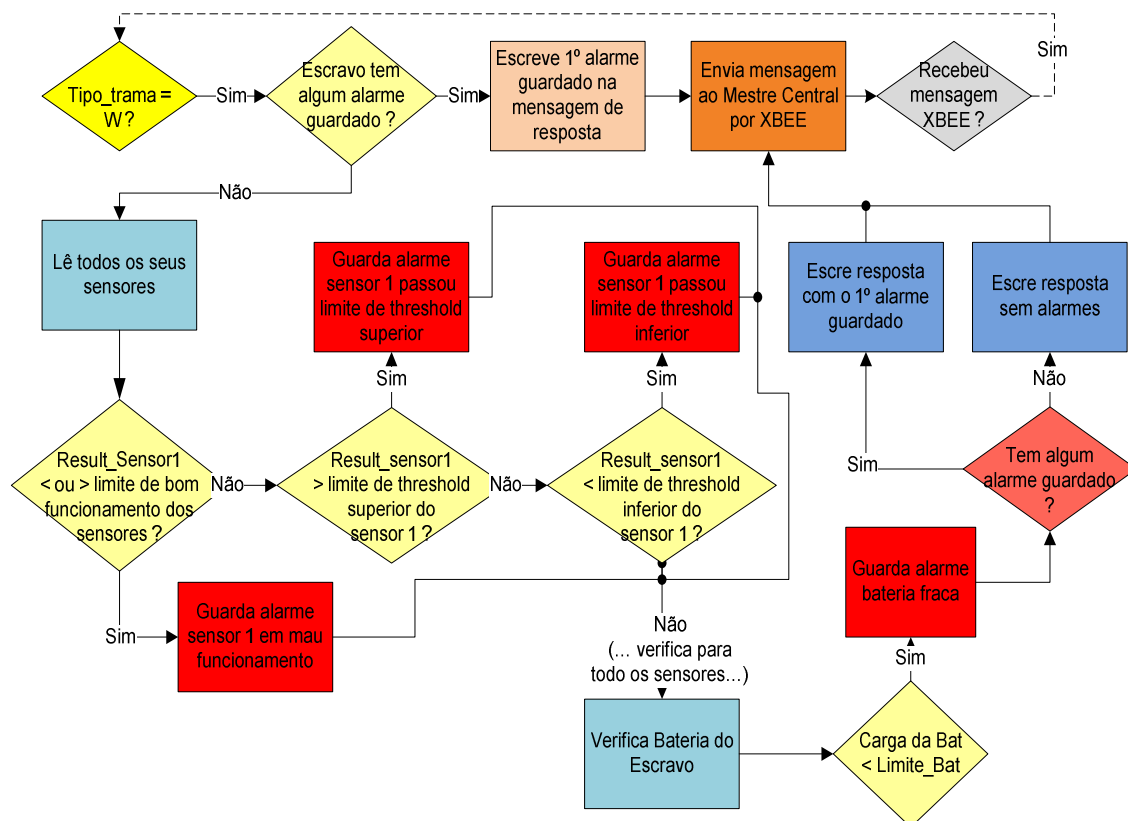 Sim
Tipo_trama =
W?
Sim
Escravo tem
algum alarme
guardado ?
Sim
Escreve 1º alarme
guardado na
mensagem de
resposta
Envia mensagem
ao Mestre Central
por XBEE
Recebeu
mensagem
XBEE ?
Não
Lê todos os seus
sensores
Guarda alarme
sensor 1 passou
limite de threshold
superior
Guarda alarme
sensor 1 passou
limite de threshold
inferior
Escre resposta
com o 1º alarme
guardado
Escre resposta
sem alarmes
Sim
Sim
Não
Result_Sensor1
< ou > limite de bom
funcionamento dos
sensores ?
Não
Result_sensor1
> limite de threshold
superior do
sensor 1 ?
Não
Result_sensor1
< limite de threshold
inferior do
sensor 1 ?
Sim
Tem algum
alarme guardado
?
Sim
Guarda alarme
sensor 1 em mau
funcionamento
Guarda alarme
bateria fraca
Não
(... verifica para
todo os sensores...)
Sim
Verifica Bateria do
Escravo
Carga da Bat
< Limite_Bat